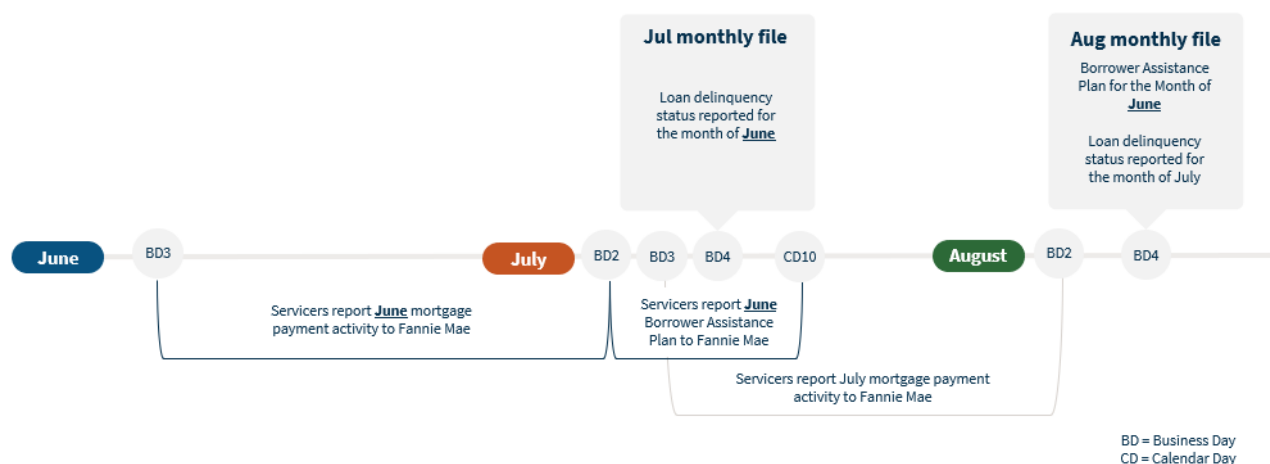 Jul monthly file
Loan delinquency
status reported for
the month of June
Aug monthly file
Borrower Assistance
Plan for the Month of
June
Loan delinquency
status reported for
the month of July
June
BD3
July
BD2
BD3
BD4
CD10
August
BD2
BD4
Servicers report June mortgage
payment activity to Fannie Mae
Servicers report June
Borrower Assistance
Plan to Fannie Mae
Servicers report July mortgage payment
activity to Fannie Mae
BD = Business Day
CD = Calendar Day